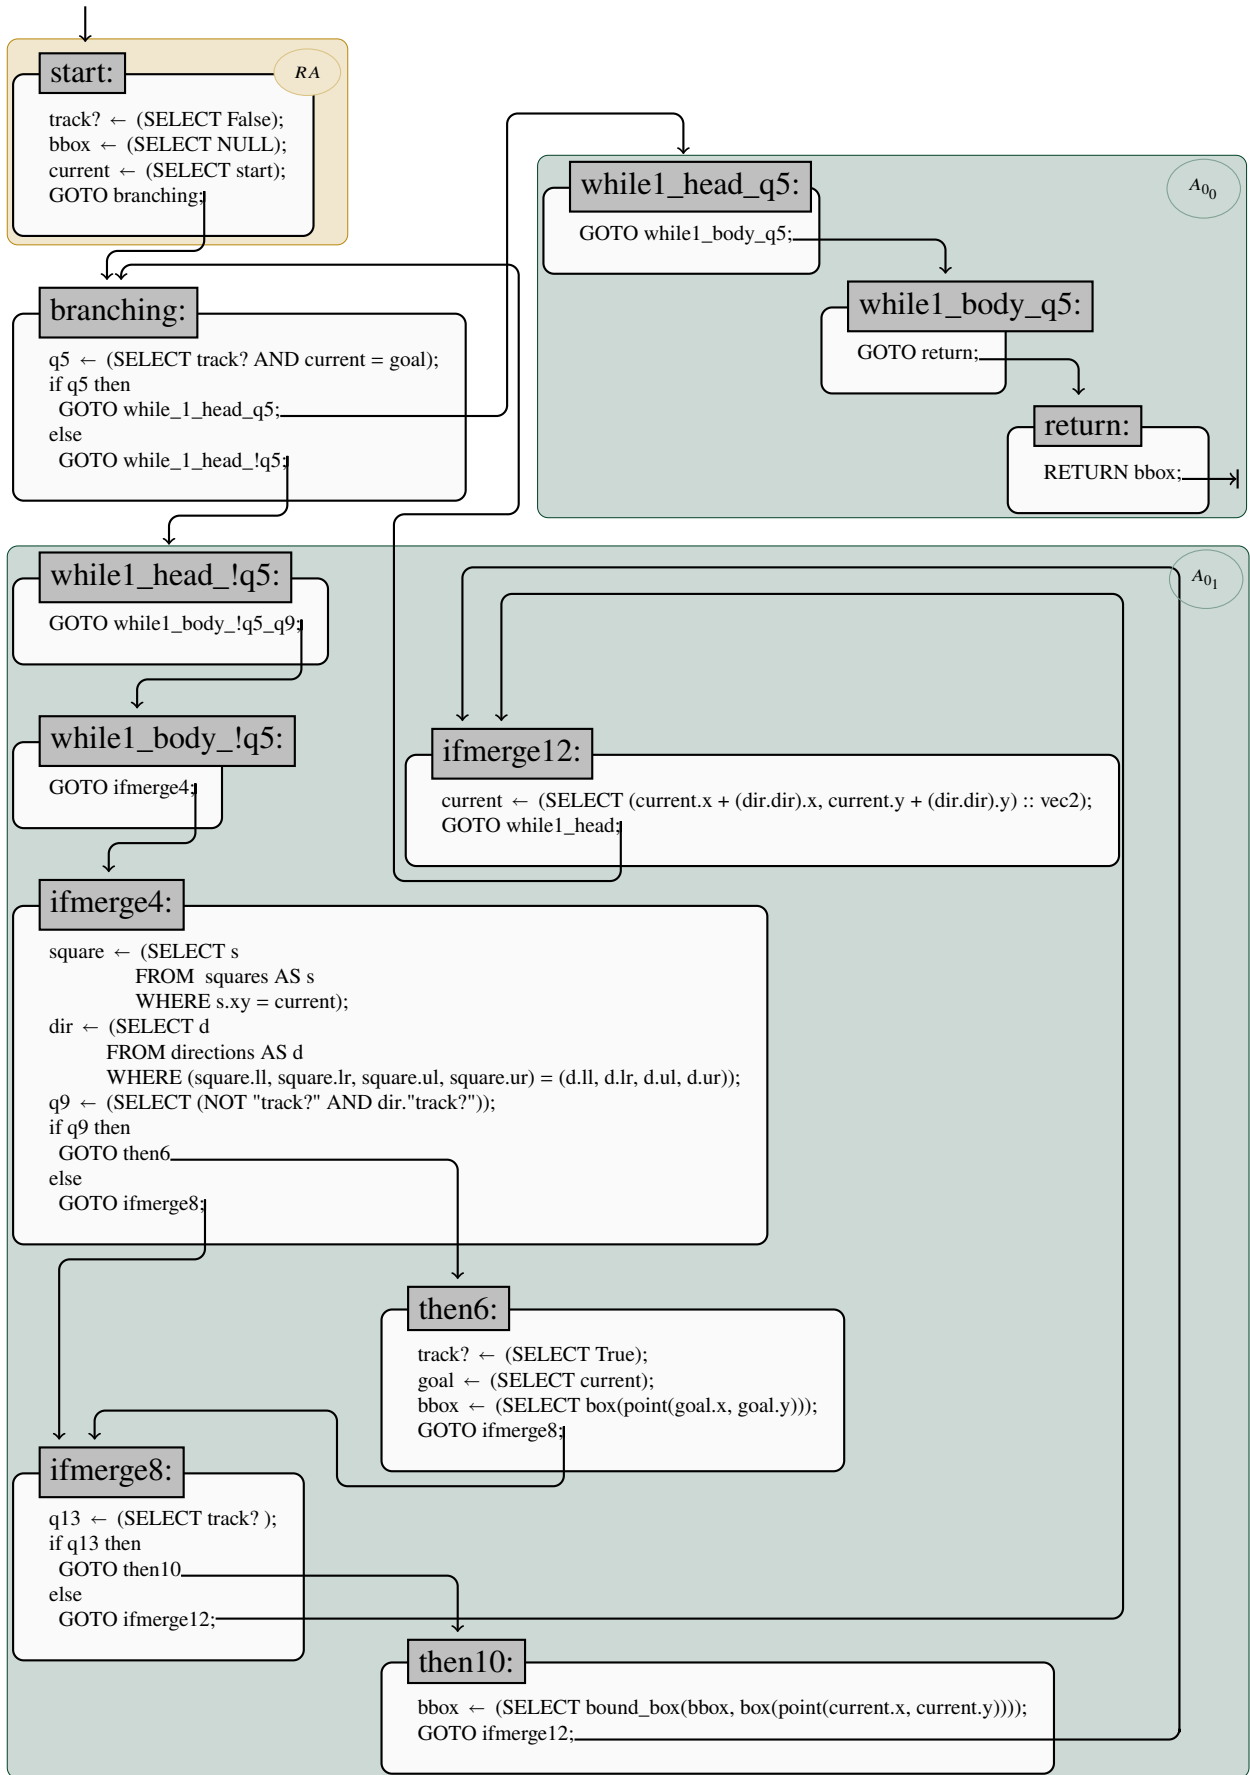 start:
RA
track? ← (SELECT False);
bbox ← (SELECT NULL);
current ← (SELECT start);
GOTO branching;
branching:
q5 ← (SELECT track? AND current = goal);
if q5 then
GOTO while_1_head_q5;
else
GOTO while_1_head_!q5;
while1_head_q5:
A00
GOTO while1_body_q5;
while1_body_q5:
GOTO return;
return:
RETURN bbox;
while1_head_!q5:
A01
GOTO while1_body_!q5_q9;
while1_body_!q5:
GOTO ifmerge4;
ifmerge12:
current ← (SELECT (current.x + (dir.dir).x, current.y + (dir.dir).y) :: vec2);
GOTO while1_head;
ifmerge4:
square ← (SELECT s
FROM squares AS s
WHERE s.xy = current);
dir ← (SELECT d
FROM directions AS d
WHERE (square.ll, square.lr, square.ul, square.ur) = (d.ll, d.lr, d.ul, d.ur));
q9 ← (SELECT (NOT "track?" AND dir."track?"));
if q9 then
GOTO then6
else
GOTO ifmerge8;
then6:
track? ← (SELECT True);
goal ← (SELECT current);
bbox ← (SELECT box(point(goal.x, goal.y)));
GOTO ifmerge8;
ifmerge8:
q13 ← (SELECT track? );
if q13 then
GOTO then10
else
GOTO ifmerge12;
then10:
bbox ← (SELECT bound_box(bbox, box(point(current.x, current.y))));
GOTO ifmerge12;